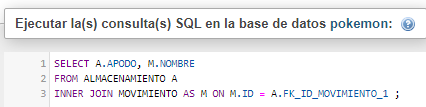 Ejecutar la(s) consulta(s) SQL en la base de datos pokemon:
1 SELECT A.APODO, M.NOMBRE
2 FROM ALMACENAMIENTO A
3 INNER JOIN MOVIMIENTO AS M ON M.ID = A.FK_ID_MOVIMIENTO_1 ;